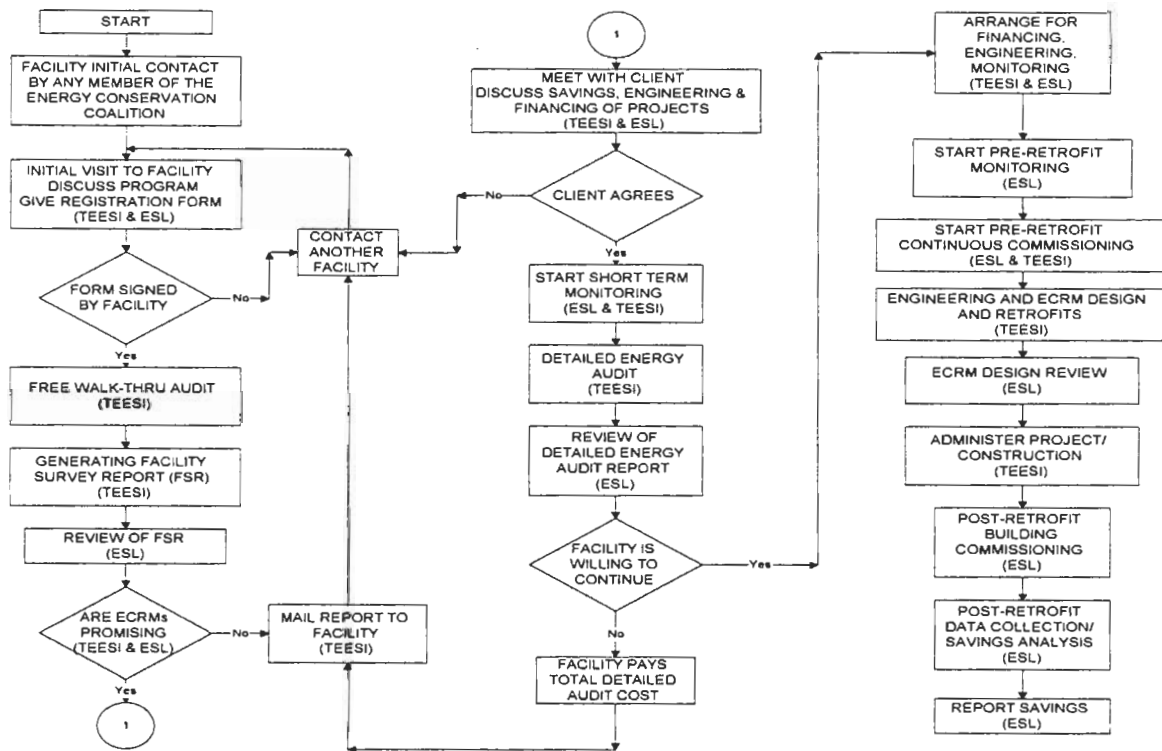 START
FACILITY INITIAL CONTACT
BY ANY MEMBER OF THE
ENERGY CONSERVATION
COALITION
INITIAL VISIT TO FACILITY
DISCUSS PROGRAM
GIVE REGISTRATION FORM
(TEESI & ESL)
FORM SIGNED
BY FACILITY
No
Yes
FREE WALK-THRU AUDIT
(TEESI)
GENERATING FACILITY
SURVEY REPORT (FSR)
(TEESI)
REVIEW OF FSR
(ESL)
ARE ECRMs
PROMISING
(TEESI & ESL)
No
Yes
1
CONTACT
ANOTHER
FACILITY
MAIL REPORT TO
FACILITY
(TEESI)
1
MEET WITH CLIENT
DISCUSS SAVINGS, ENGINEERING &
FINANCING OF PROJECTS
(TEESI & ESL)
CLIENT AGREES
No
Yes
START SHORT TERM
MONITORING
(ESL & TEESI)
DETAILED ENERGY
AUDIT
(TEESI)
REVIEW OF
DETAILED ENERGY
AUDIT REPORT
(ESL)
FACILITY IS
WILLING TO
CONTINUE
Yes
No
FACILITY PAYS
TOTAL DETAILED
AUDIT COST
ARRANGE FOR
FINANCING,
ENGINEERING,
MONITORING
(TEESI & ESL)
START PRE-RETROFIT
MONITORING
(ESL)
START PRE-RETROFIT
CONTINUOUS COMMISSIONING
(ESL & TEESI)
ENGINEERING AND ECRM DESIGN
AND RETROFITS
(TEESI)
ECRM DESIGN REVIEW
(ESL)
ADMINISTER PROJECT/
CONSTRUCTION
(TEESI)
POST-RETROFIT
BUILDING
COMMISSIONING
(ESL)
POST-RETROFIT
DATA COLLECTION/
SAVINGS ANALYSIS
(ESL)
REPORT SAVINGS
(ESL)